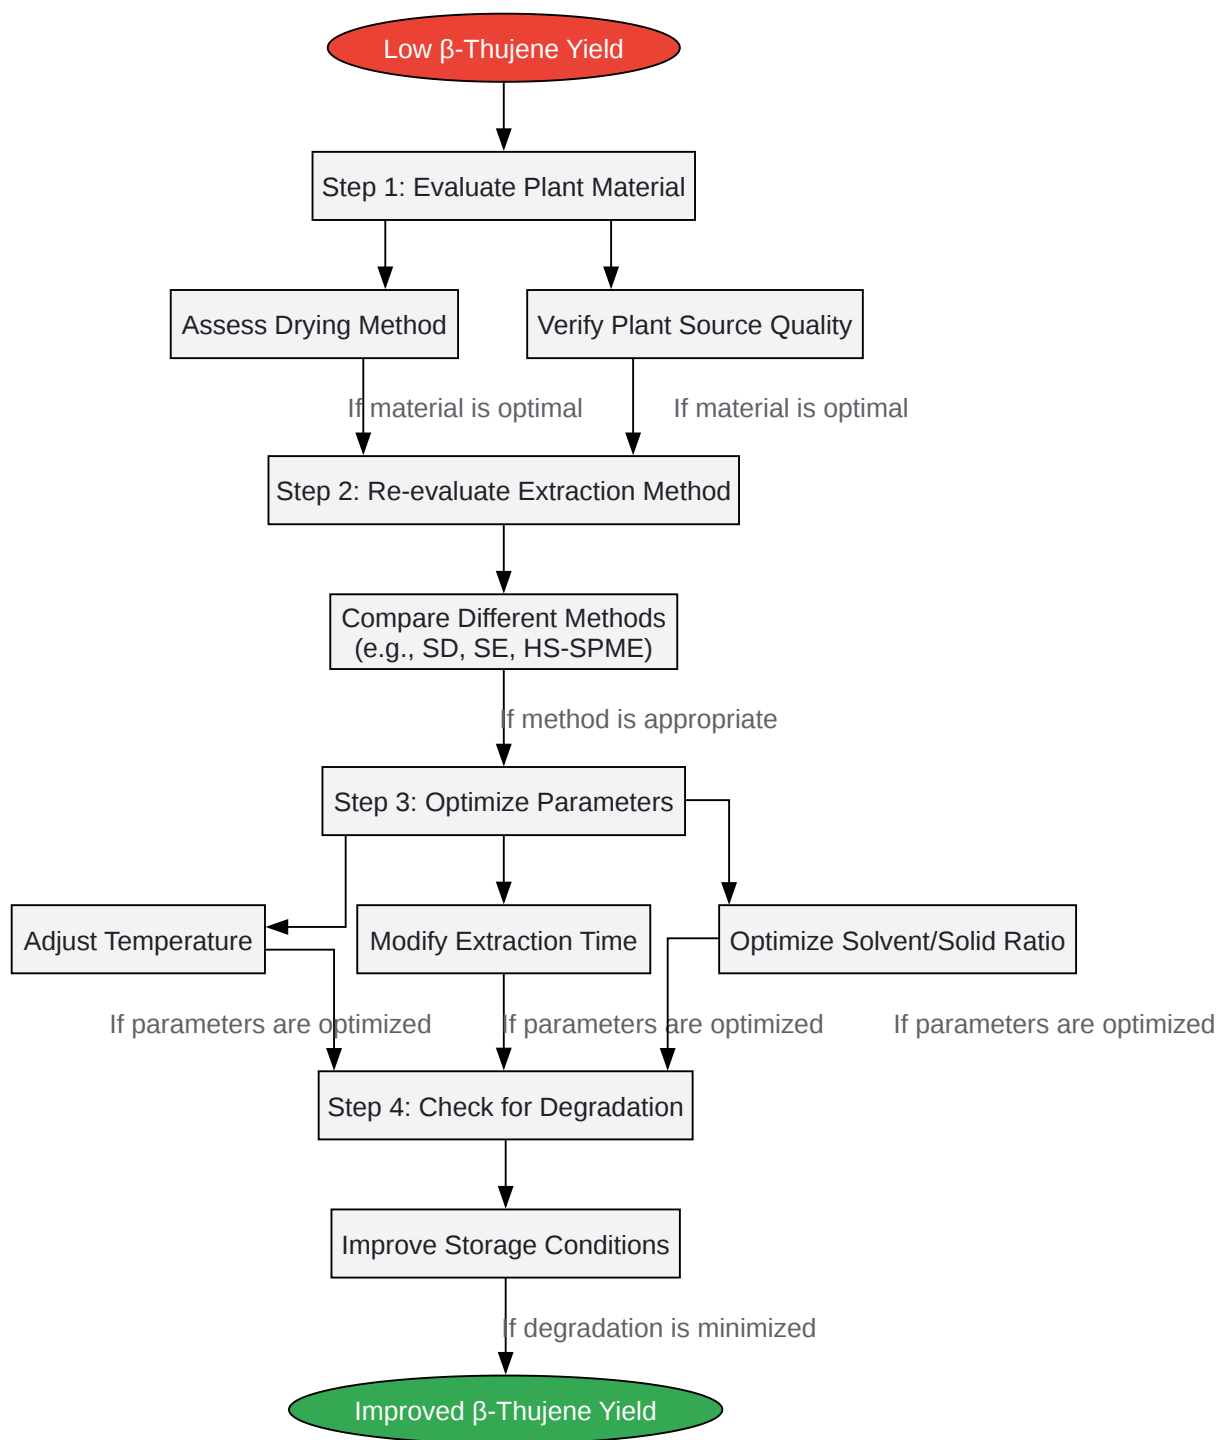 Low β-Thujene Yield
Step 1: Evaluate Plant Material
Assess Drying Method
Verify Plant Source Quality
If material is optimal
If material is optimal
Step 2: Re-evaluate Extraction Method
Compare Different Methods
(e.g., SD, SE, HS-SPME)
If method is appropriate
Step 3: Optimize Parameters
Adjust Temperature
Modify Extraction Time
Optimize Solvent/Solid Ratio
If parameters are optimized
If parameters are optimized
If parameters are optimized
Step 4: Check for Degradation
Improve Storage Conditions
If degradation is minimized
Improved β-Thujene Yield